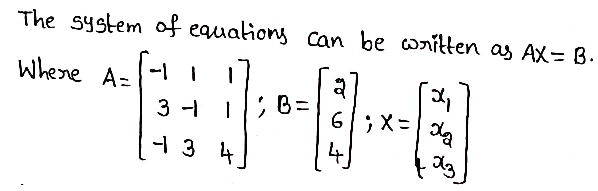 The system of equations can be written as AX = B.
Where A = [-1 1 1; 3 -1 1; -1 3 4] ; B = [2; 6; 4] ; X = [x1; x2; x3]